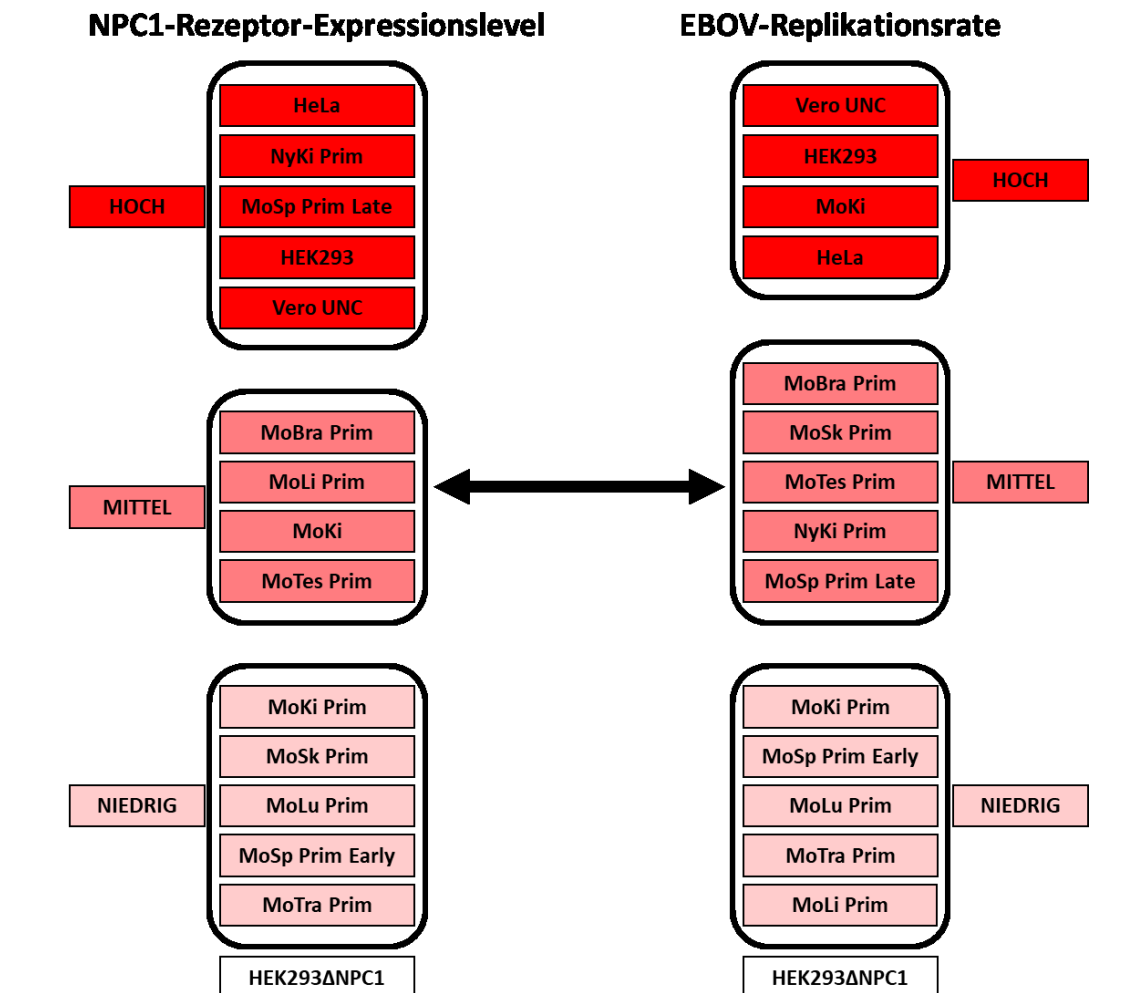 NPC1-Rezeptor-Expressionslevel
HOCH
HeLa
NyKi Prim
MoSp Prim Late
HEK293
Vero UNC
MITTEL
MoBra Prim
MoLi Prim
MoKi
MoTes Prim
NIEDRIG
MoKi Prim
MoSk Prim
MoLu Prim
MoSp Prim Early
MoTra Prim
HEK293ΔNPC1
EBOV-Replikationsrate
Vero UNC
HEK293
MoKi
HeLa
HOCH
MoBra Prim
MoSk Prim
MoTes Prim
NyKi Prim
MoSp Prim Late
MITTEL
MoKi Prim
MoSp Prim Early
MoLu Prim
MoTra Prim
MoLi Prim
NIEDRIG
HEK293ΔNPC1